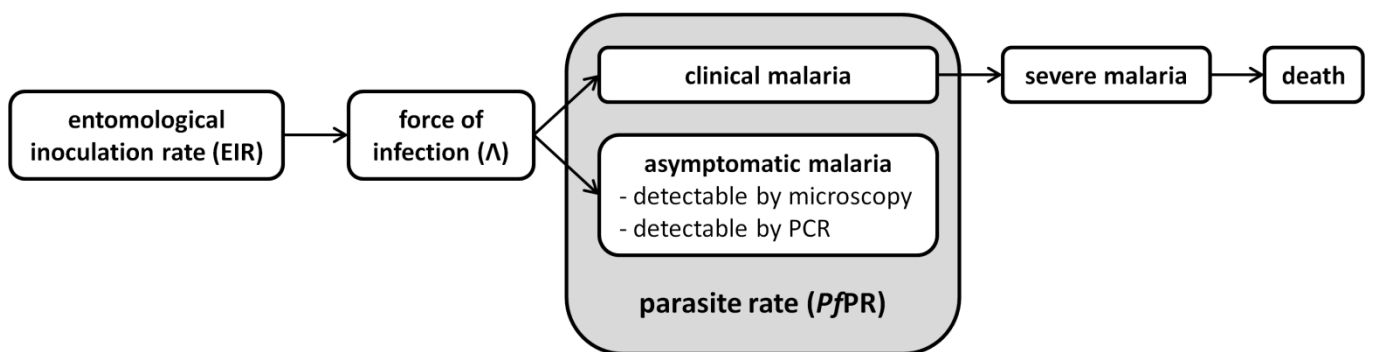 entomological
inoculation rate (EIR)
force of
infection (Λ)
clinical malaria
asymptomatic malaria
- detectable by microscopy
- detectable by PCR
parasite rate (PfPR)
severe malaria
death